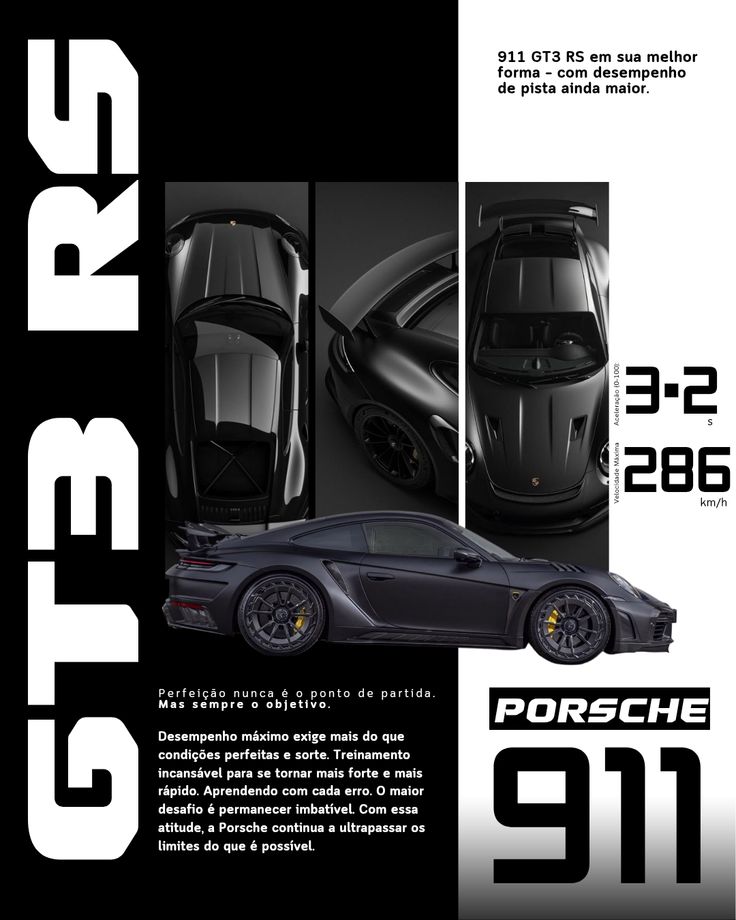 GT3 RS
911 GT3 RS em sua melhor
forma - com desempenho
de pista ainda maior.
Aceleração (0-100):
3.2
s
Velocidade Máxima
286
km/h
Perfeição nunca é o ponto de partida.
Mas sempre o objetivo.
Desempenho máximo exige mais do que
condições perfeitas e sorte. Treinamento
incansável para se tornar mais forte e mais
rápido. Aprendendo com cada erro. O maior
desafio é permanecer imbatível. Com essa
atitude, a Porsche continua a ultrapassar os
limites do que é possível.
PORSCHE
911